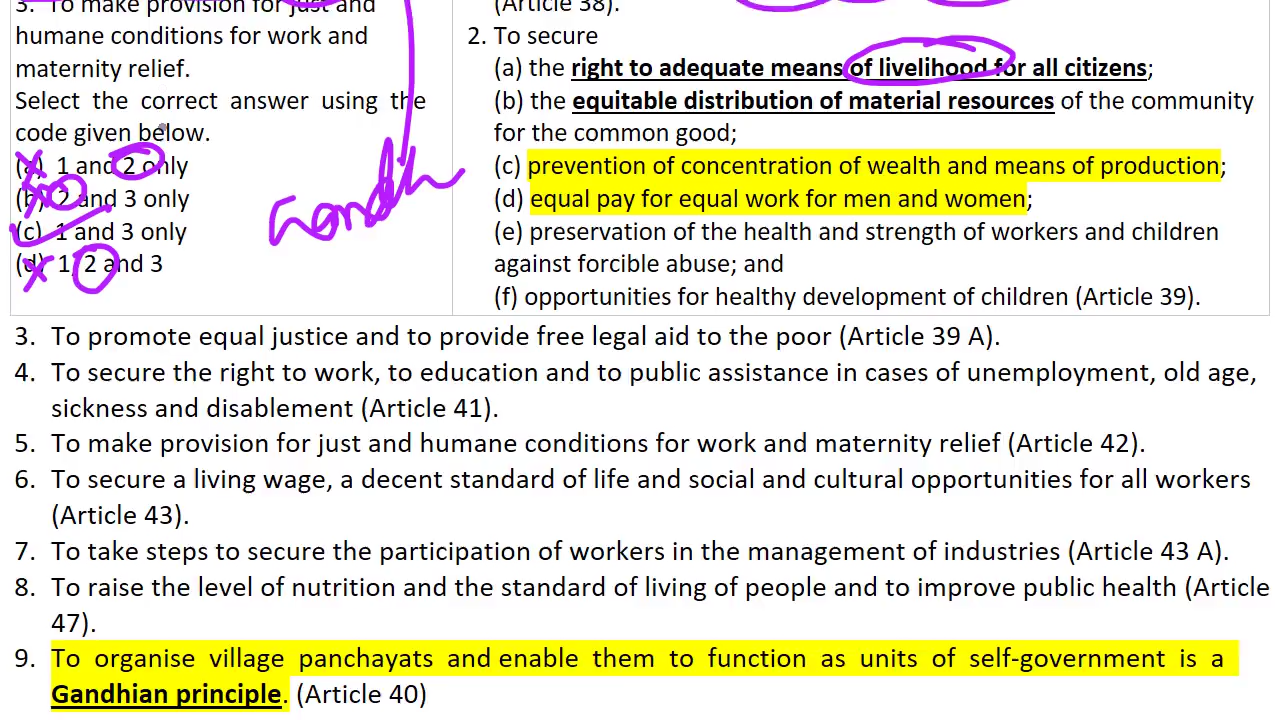 3. To make provision for just and
humane conditions for work and
maternity relief.
Select the correct answer using the
code given below.
(a) 1 and 2 only
(b) 2 and 3 only
(c) 1 and 3 only
(d) 1, 2 and 3
Gandhi
(Article 38).
2. To secure
(a) the right to adequate means of livelihood for all citizens;
(b) the equitable distribution of material resources of the community
for the common good;
(c) prevention of concentration of wealth and means of production;
(d) equal pay for equal work for men and women;
(e) preservation of the health and strength of workers and children
against forcible abuse; and
(f) opportunities for healthy development of children (Article 39).
3. To promote equal justice and to provide free legal aid to the poor (Article 39 A).
4. To secure the right to work, to education and to public assistance in cases of unemployment, old age,
sickness and disablement (Article 41).
5. To make provision for just and humane conditions for work and maternity relief (Article 42).
6. To secure a living wage, a decent standard of life and social and cultural opportunities for all workers
(Article 43).
7. To take steps to secure the participation of workers in the management of industries (Article 43 A).
8. To raise the level of nutrition and the standard of living of people and to improve public health (Article
47).
9. To organise village panchayats and enable them to function as units of self-government is a
Gandhian principle. (Article 40)